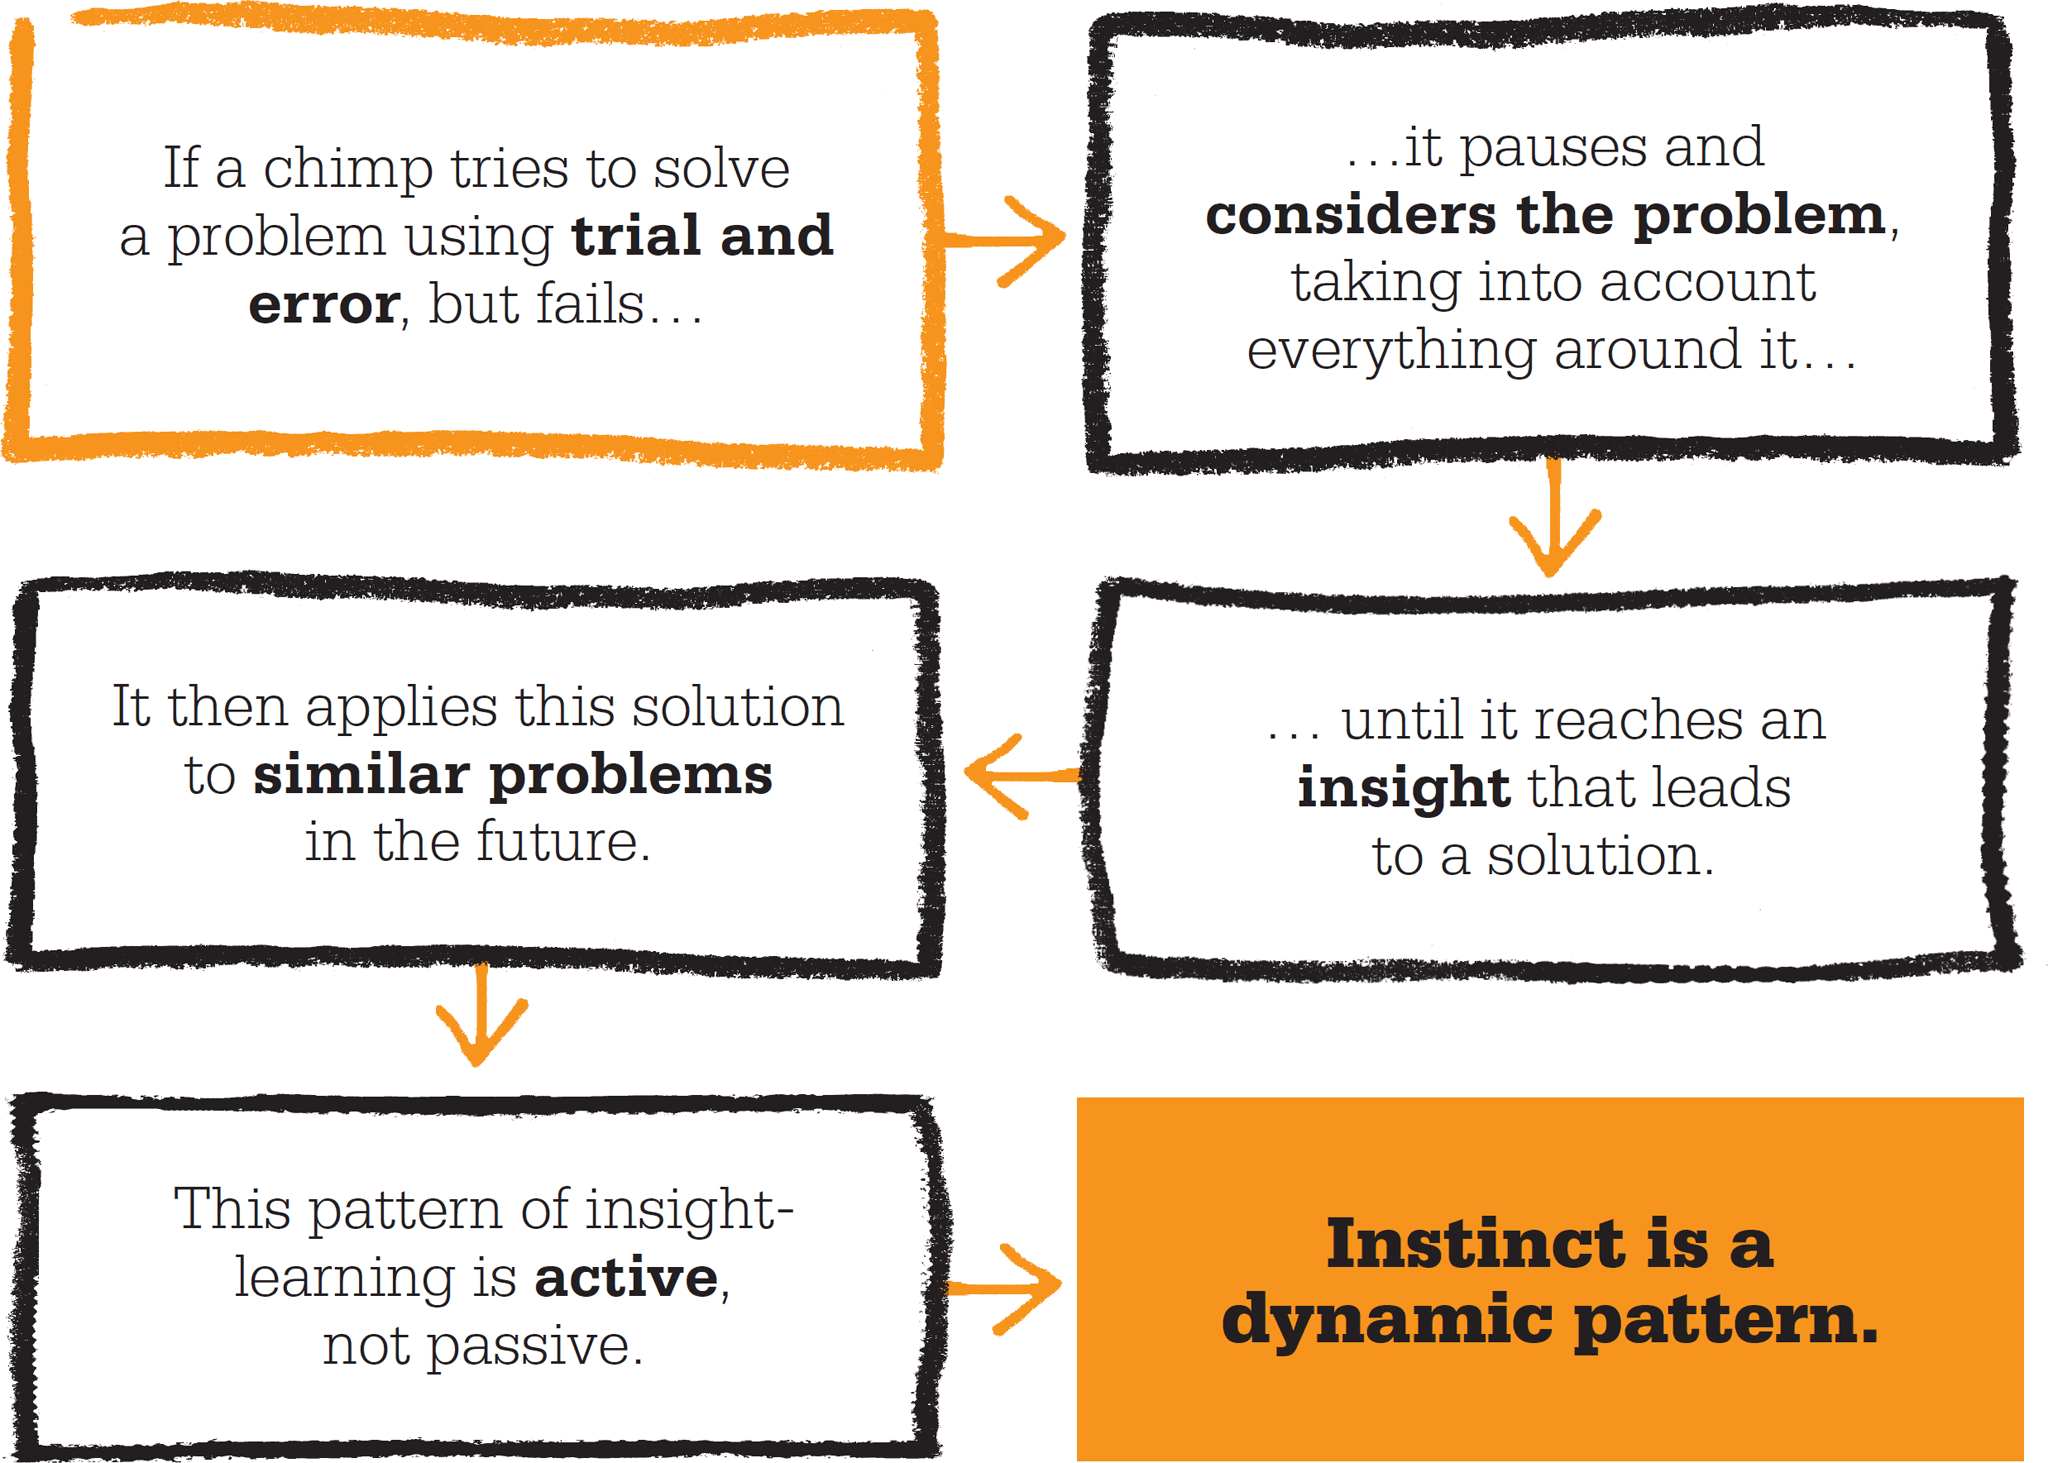 If a chimp tries to solve
a problem using trial and
error, but fails…
…it pauses and
considers the problem,
taking into account
everything around it…
… until it reaches an
insight that leads
to a solution.
It then applies this solution
to similar problems
in the future.
This pattern of insight-
learning is active,
not passive.
Instinct is a
dynamic pattern.